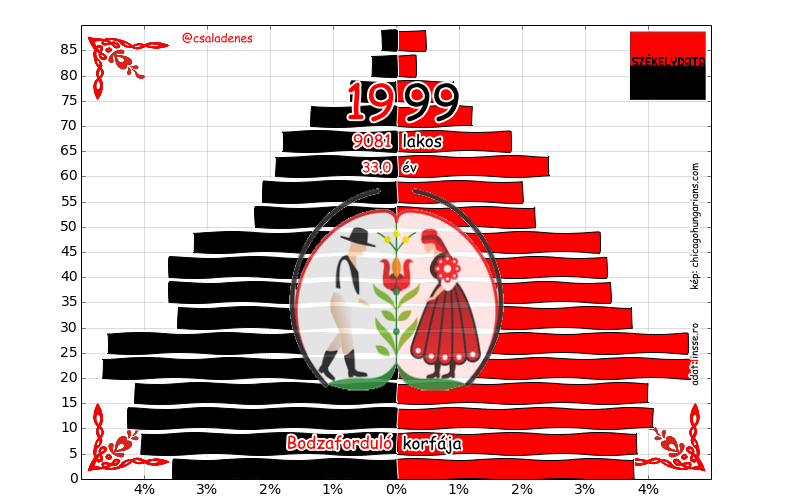 @csaladenes
SZÉKELYDATA
1999
9081 lakos
33.0 év
kép: chicagohungarians.com
adat: insse.ro
Bodzaforduló korfája
85
80
75
70
65
60
55
50
45
40
35
30
25
20
15
10
5
0
4% 3% 2% 1% 0% 1% 2% 3% 4%